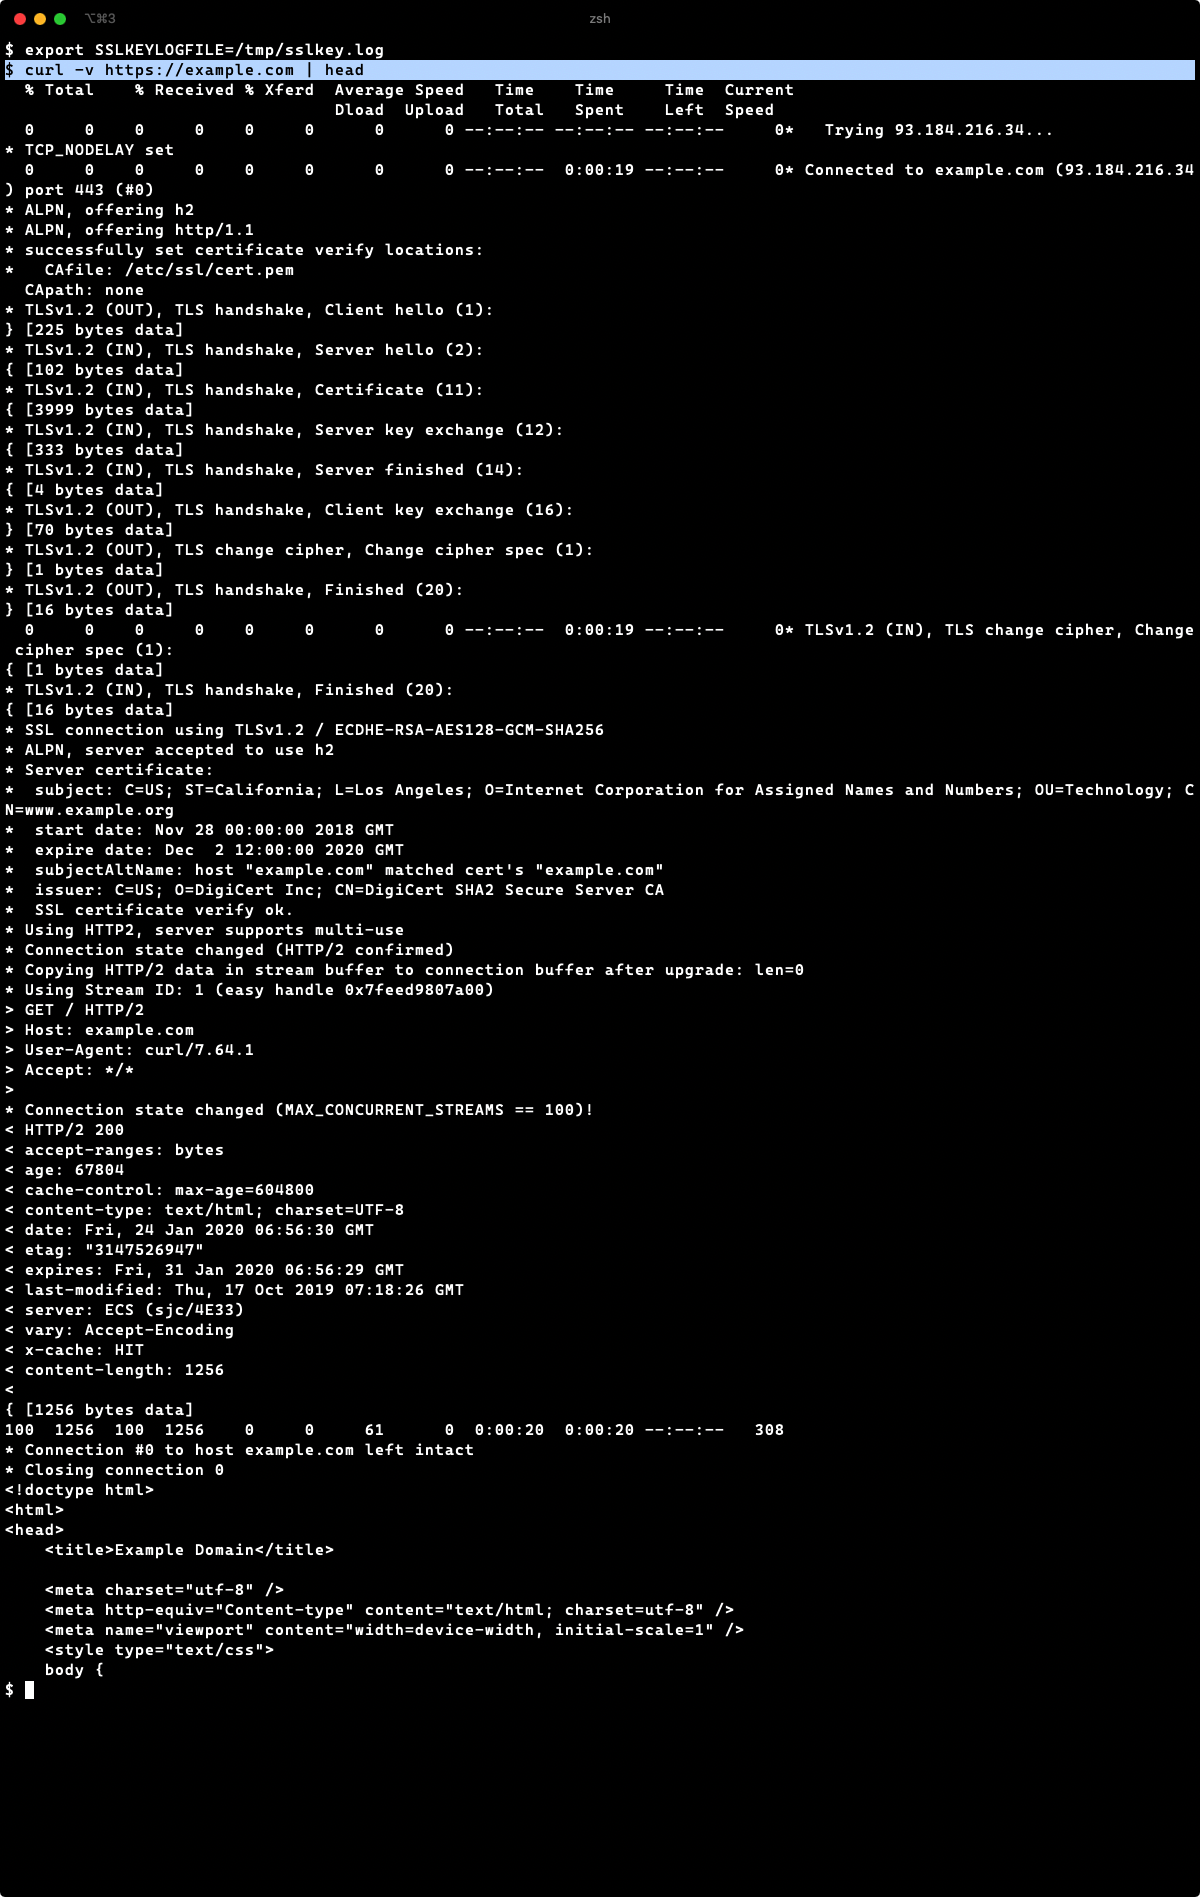 ⌥⌘3
zsh
$ export SSLKEYLOGFILE=/tmp/sslkey.log
$ curl -v https://example.com | head
  % Total    % Received % Xferd  Average Speed   Time    Time     Time  Current
                                 Dload  Upload   Total   Spent    Left  Speed
  0     0    0     0    0     0      0      0 --:--:-- --:--:-- --:--:--     0*   Trying 93.184.216.34...
* TCP_NODELAY set
  0     0    0     0    0     0      0      0 --:--:--  0:00:19 --:--:--     0* Connected to example.com (93.184.216.34
) port 443 (#0)
* ALPN, offering h2
* ALPN, offering http/1.1
* successfully set certificate verify locations:
*   CAfile: /etc/ssl/cert.pem
  CApath: none
* TLSv1.2 (OUT), TLS handshake, Client hello (1):
} [225 bytes data]
* TLSv1.2 (IN), TLS handshake, Server hello (2):
{ [102 bytes data]
* TLSv1.2 (IN), TLS handshake, Certificate (11):
{ [3999 bytes data]
* TLSv1.2 (IN), TLS handshake, Server key exchange (12):
{ [333 bytes data]
* TLSv1.2 (IN), TLS handshake, Server finished (14):
{ [4 bytes data]
* TLSv1.2 (OUT), TLS handshake, Client key exchange (16):
} [70 bytes data]
* TLSv1.2 (OUT), TLS change cipher, Change cipher spec (1):
} [1 bytes data]
* TLSv1.2 (OUT), TLS handshake, Finished (20):
} [16 bytes data]
  0     0    0     0    0     0      0      0 --:--:--  0:00:19 --:--:--     0* TLSv1.2 (IN), TLS change cipher, Change
 cipher spec (1):
{ [1 bytes data]
* TLSv1.2 (IN), TLS handshake, Finished (20):
{ [16 bytes data]
* SSL connection using TLSv1.2 / ECDHE-RSA-AES128-GCM-SHA256
* ALPN, server accepted to use h2
* Server certificate:
*  subject: C=US; ST=California; L=Los Angeles; O=Internet Corporation for Assigned Names and Numbers; OU=Technology; C
N=www.example.org
*  start date: Nov 28 00:00:00 2018 GMT
*  expire date: Dec  2 12:00:00 2020 GMT
*  subjectAltName: host "example.com" matched cert's "example.com"
*  issuer: C=US; O=DigiCert Inc; CN=DigiCert SHA2 Secure Server CA
*  SSL certificate verify ok.
* Using HTTP2, server supports multi-use
* Connection state changed (HTTP/2 confirmed)
* Copying HTTP/2 data in stream buffer to connection buffer after upgrade: len=0
* Using Stream ID: 1 (easy handle 0x7feed9807a00)
> GET / HTTP/2
> Host: example.com
> User-Agent: curl/7.64.1
> Accept: */*
>
* Connection state changed (MAX_CONCURRENT_STREAMS == 100)!
< HTTP/2 200
< accept-ranges: bytes
< age: 67804
< cache-control: max-age=604800
< content-type: text/html; charset=UTF-8
< date: Fri, 24 Jan 2020 06:56:30 GMT
< etag: "3147526947"
< expires: Fri, 31 Jan 2020 06:56:29 GMT
< last-modified: Thu, 17 Oct 2019 07:18:26 GMT
< server: ECS (sjc/4E33)
< vary: Accept-Encoding
< x-cache: HIT
< content-length: 1256
<
{ [1256 bytes data]
100  1256  100  1256    0     0     61      0  0:00:20  0:00:20 --:--:--   308
* Connection #0 to host example.com left intact
* Closing connection 0
<!doctype html>
<html>
<head>
    <title>Example Domain</title>

    <meta charset="utf-8" />
    <meta http-equiv="Content-type" content="text/html; charset=utf-8" />
    <meta name="viewport" content="width=device-width, initial-scale=1" />
    <style type="text/css">
    body {
$